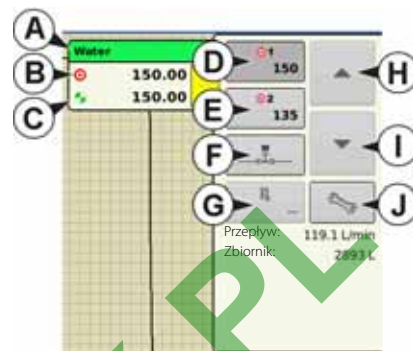 A
Water
B
150.00
C
150.00
D
1
150
E
2
135
F
G
H
I
J
Przepływ: 119.1 L/min
Zbiornik: 2893 L
PL